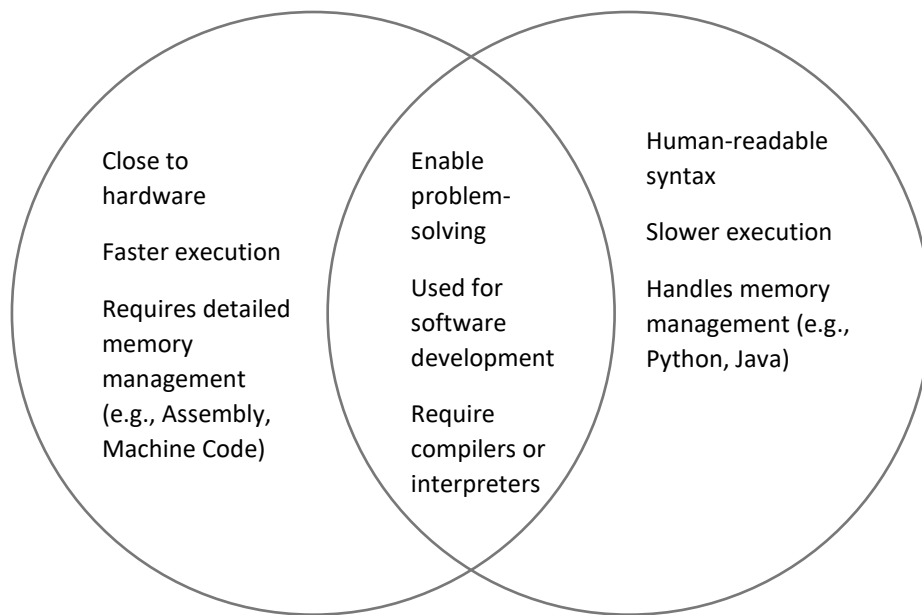 Close to
hardware
Faster execution
Requires detailed
memory
management
(e.g., Assembly,
Machine Code)
Enable
problem-
solving
Used for
software
development
Require
compilers or
interpreters
Human-readable
syntax
Slower execution
Handles memory
management (e.g.,
Python, Java)